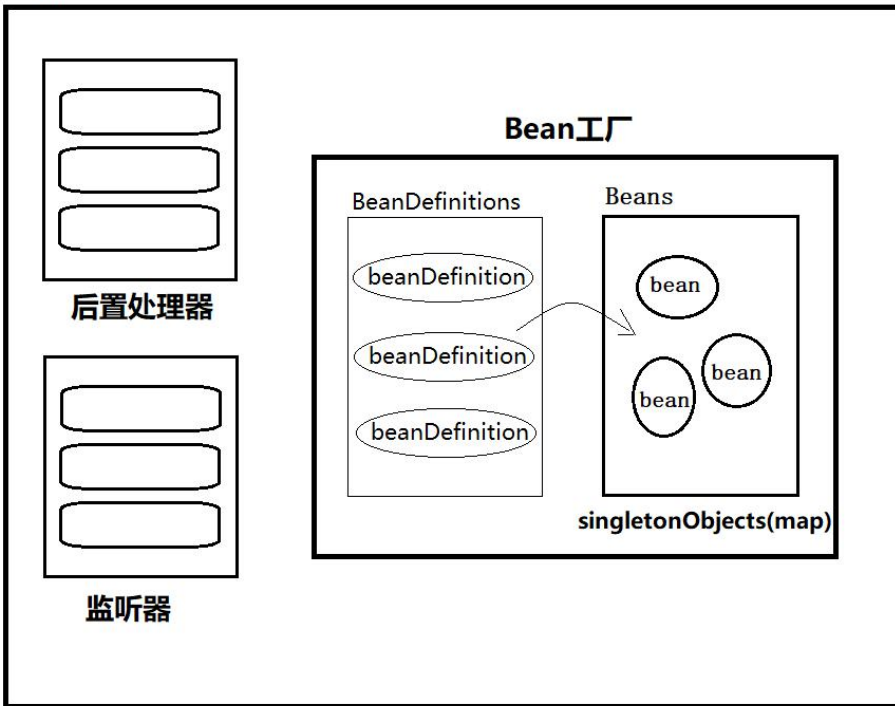 后置处理器
监听器
Bean工厂
BeanDefinitions
beanDefinition
beanDefinition
beanDefinition
Beans
bean
bean
bean
singletonObjects(map)